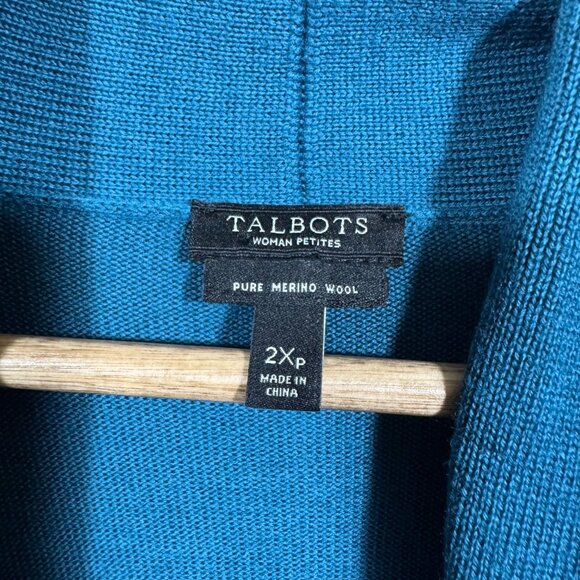 TALBOTS
WOMAN PETITES
PURE MERINO WOOL
2XP
MADE IN
CHINA